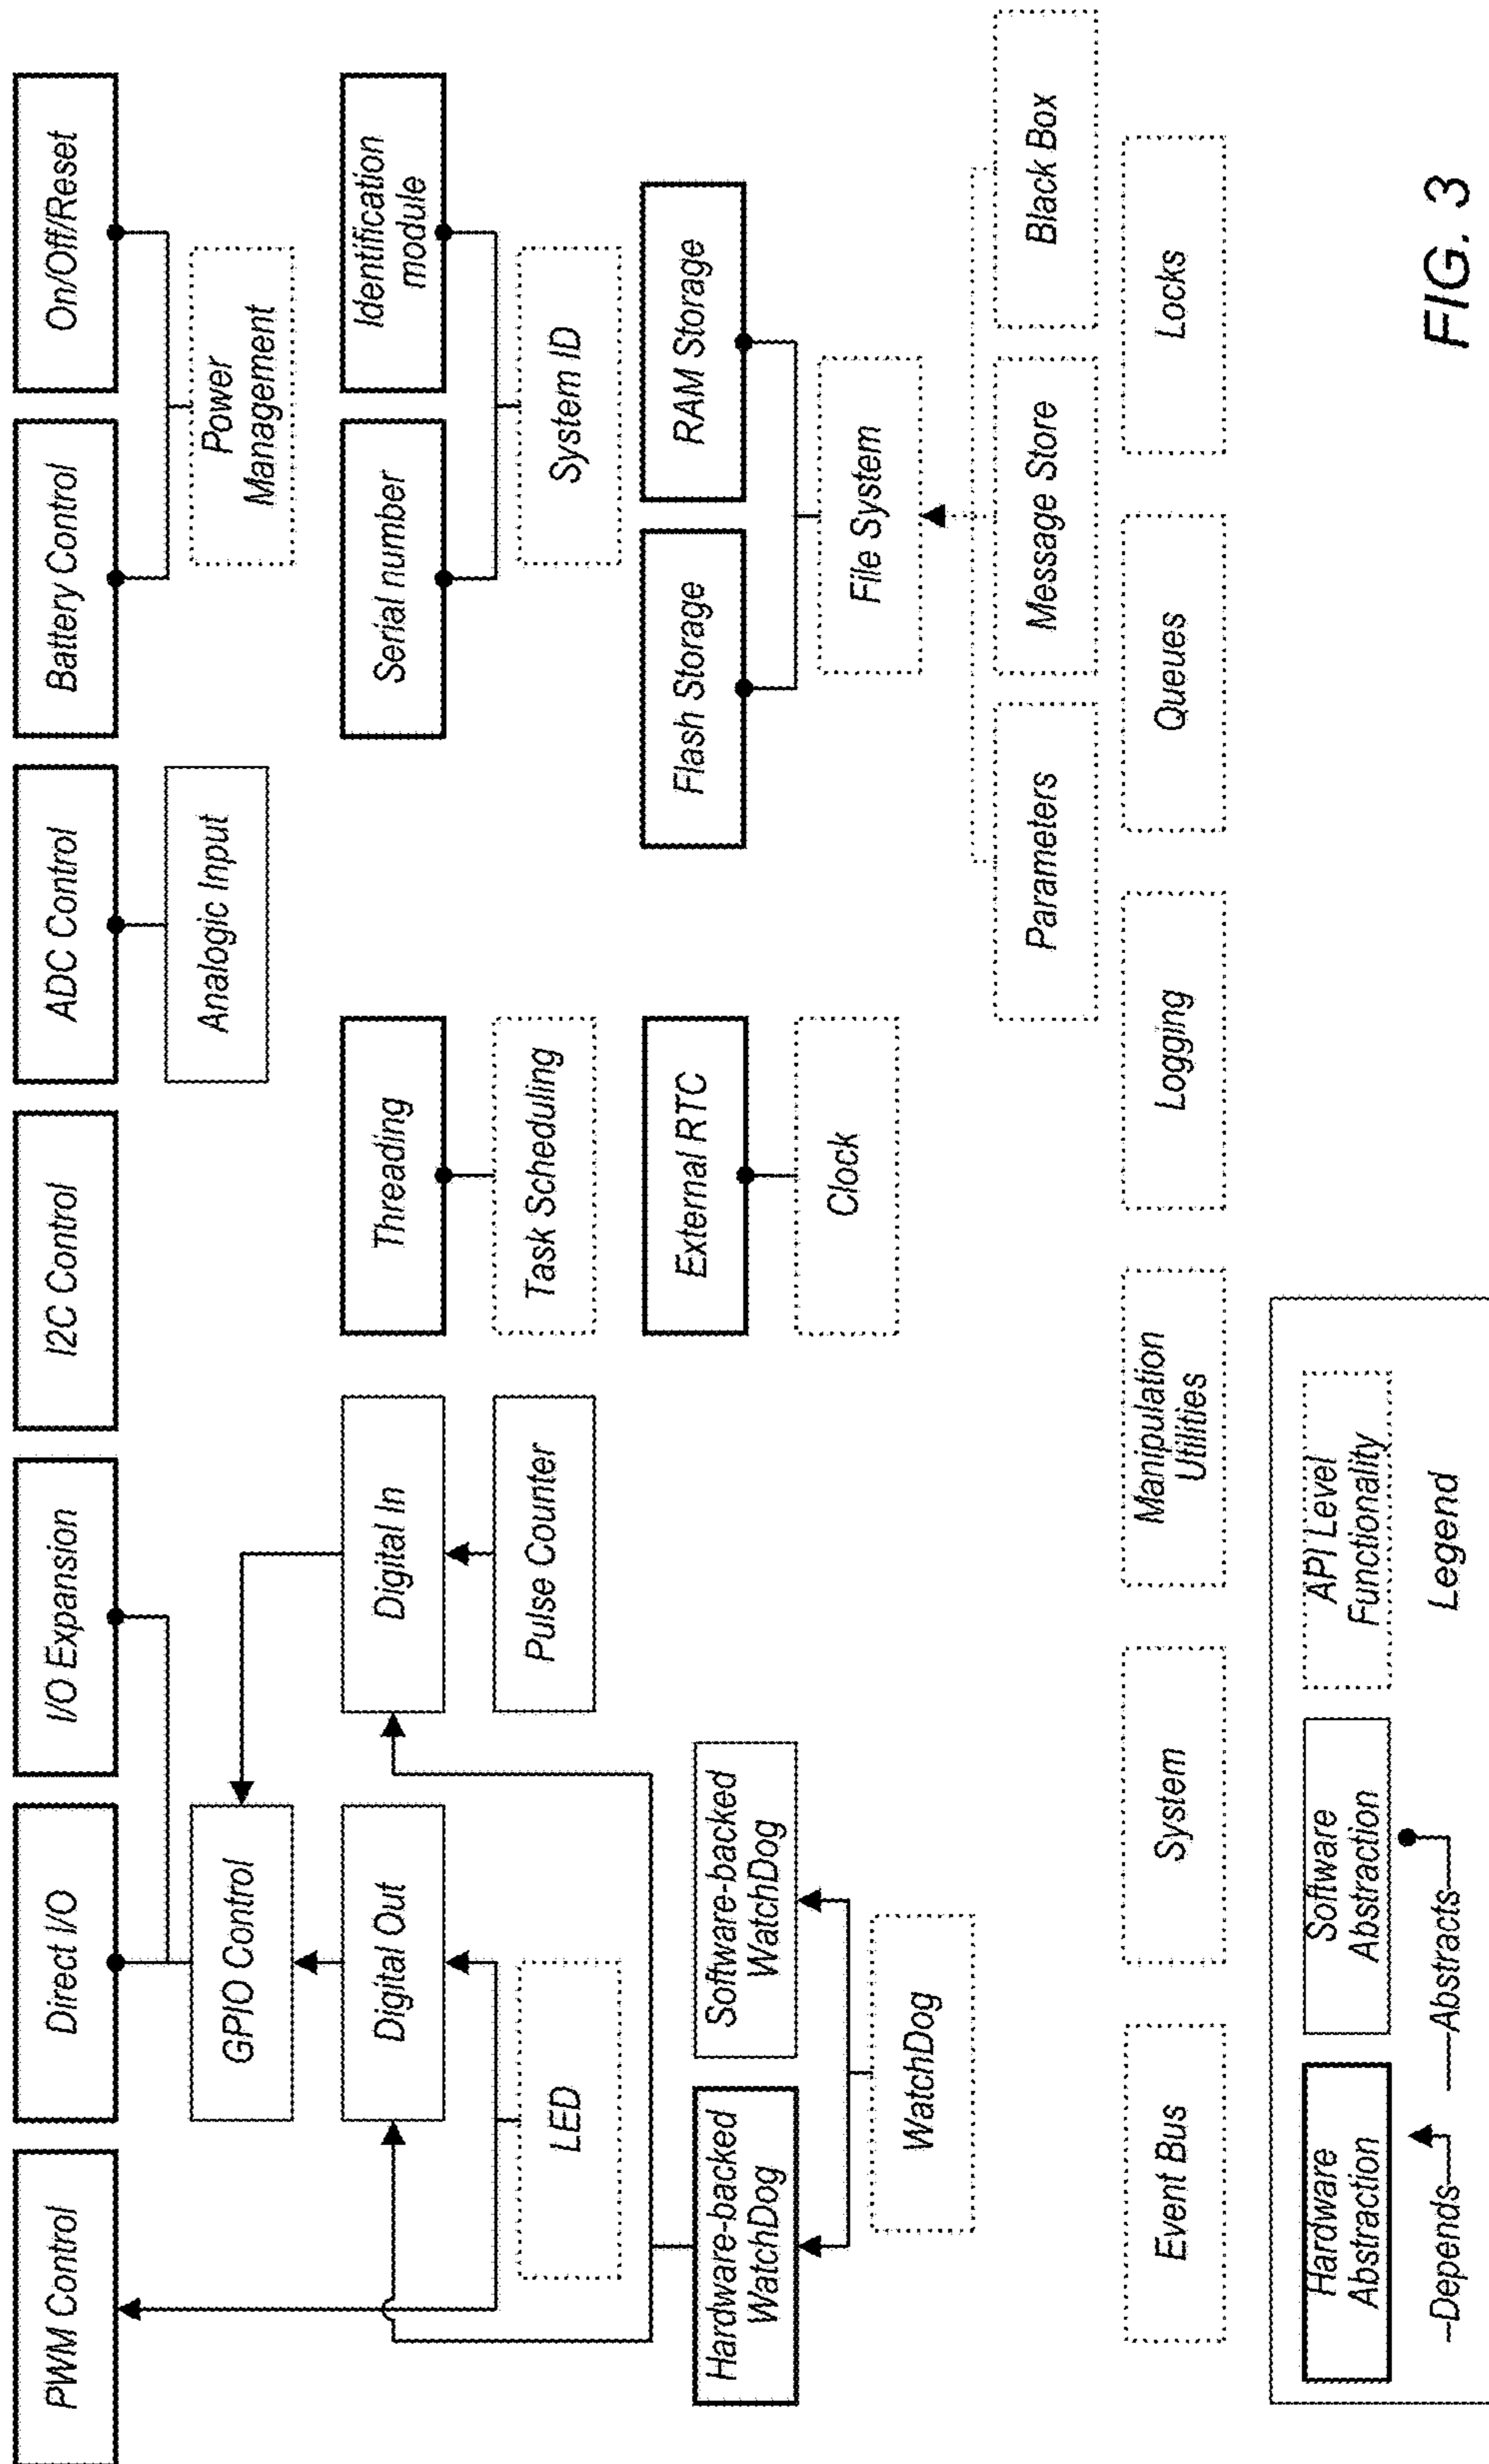 PWM Control
Direct I/O
I/O Expansion
I2C Control
ADC Control
Battery Control
On/Off/Reset
GPIO Control
Analogic Input
Power
Management
Digital Out
Digital In
Threading
Serial number
Identification
module
LED
Pulse Counter
Task Scheduling
System ID
Hardware-backed
WatchDog
Software-backed
WatchDog
External RTC
Flash Storage
RAM Storage
WatchDog
Clock
File System
Parameters
Message Store
Black Box
Event Bus
System
Manipulation
Utilities
Logging
Queues
Locks
Hardware
Abstraction
Software
Abstraction
API Level
Functionality
--Depends--
----Abstracts--
Legend
FIG. 3